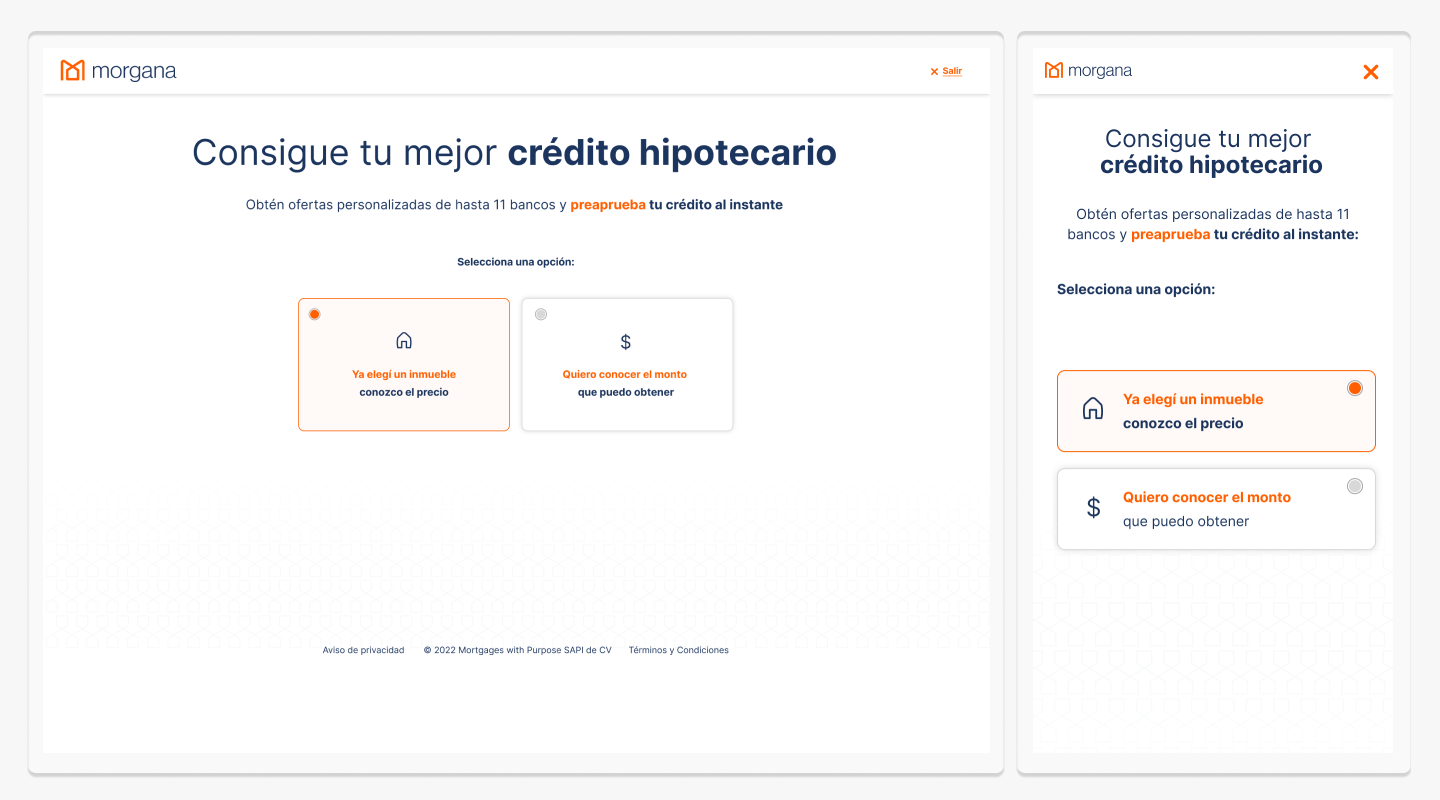 morgana
Salir
Consigue tu mejor crédito hipotecario
Obtén ofertas personalizadas de hasta 11 bancos y preaprueba tu crédito al instante
Selecciona una opción:
Ya elegí un inmueble
conozco el precio
$
Quiero conocer el monto
que puedo obtener
Aviso de privacidad © 2022 Mortgages with Purpose SAPI de CV Términos y Condiciones
morgana
Consigue tu mejor
crédito hipotecario
Obtén ofertas personalizadas de hasta 11
bancos y preaprueba tu crédito al instante:
Selecciona una opción:
Ya elegí un inmueble
conozco el precio
$
Quiero conocer el monto
que puedo obtener